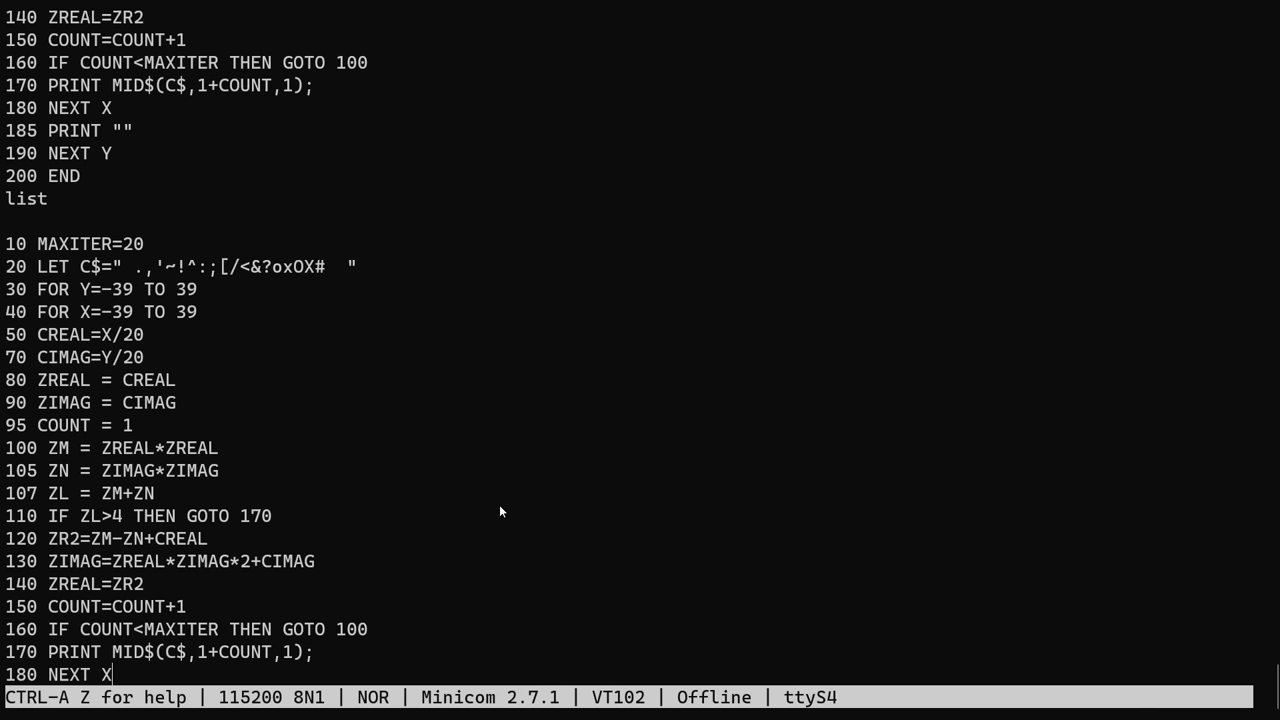 140 ZREAL=ZR2
150 COUNT=COUNT+1
160 IF COUNT<MAXITER THEN GOTO 100
170 PRINT MID$(C$,1+COUNT,1);
180 NEXT X
185 PRINT ""
190 NEXT Y
200 END
list

10 MAXITER=20
20 LET C$=" .,'~!^:;[/<&?oxOX#  "
30 FOR Y=-39 TO 39
40 FOR X=-39 TO 39
50 CREAL=X/20
70 CIMAG=Y/20
80 ZREAL = CREAL
90 ZIMAG = CIMAG
95 COUNT = 1
100 ZM = ZREAL*ZREAL
105 ZN = ZIMAG*ZIMAG
107 ZL = ZM+ZN
110 IF ZL>4 THEN GOTO 170
120 ZR2=ZM-ZN+CREAL
130 ZIMAG=ZREAL*ZIMAG*2+CIMAG
140 ZREAL=ZR2
150 COUNT=COUNT+1
160 IF COUNT<MAXITER THEN GOTO 100
170 PRINT MID$(C$,1+COUNT,1);
180 NEXT X
CTRL-A Z for help | 115200 8N1 | NOR | Minicom 2.7.1 | VT102 | Offline | ttyS4